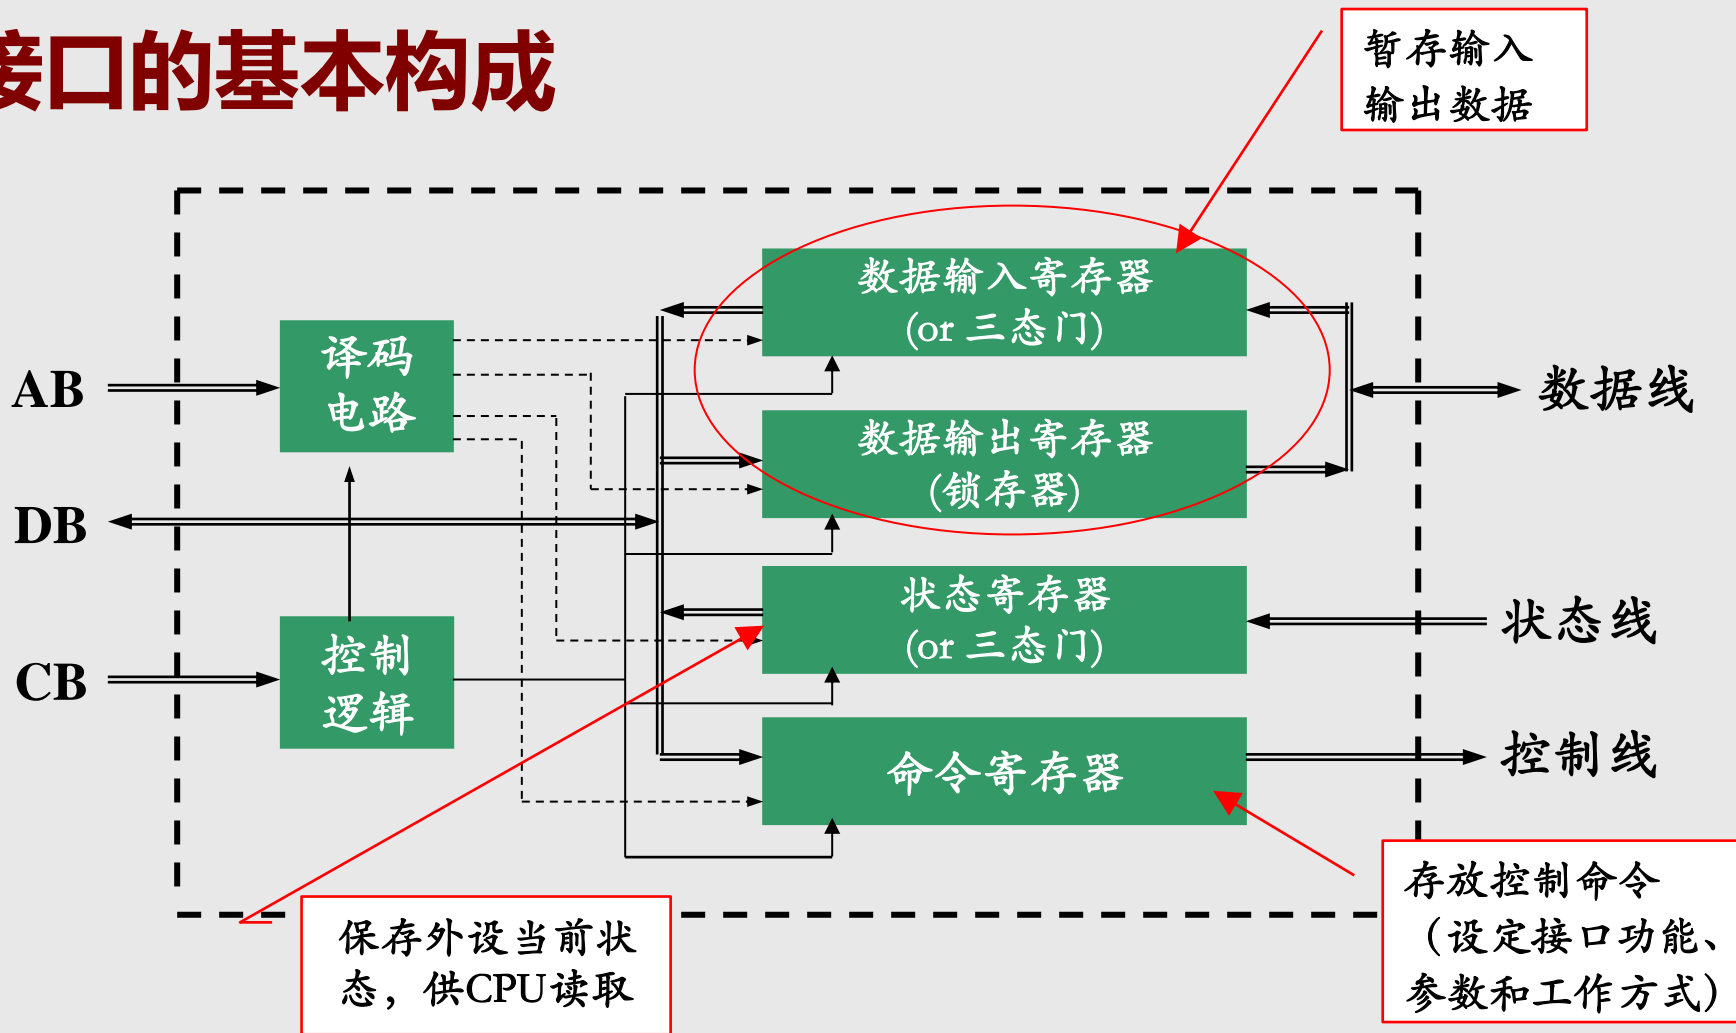 接口的基本构成
暂存输入
输出数据
数据输入寄存器
(or 三态门)
译码
电路
AB
数据线
数据输出寄存器
(锁存器)
DB
状态寄存器
(or 三态门)
状态线
控制
逻辑
CB
命令寄存器
控制线
保存外设当前状
态，供CPU读取
存放控制命令
（设定接口功能、
参数和工作方式）